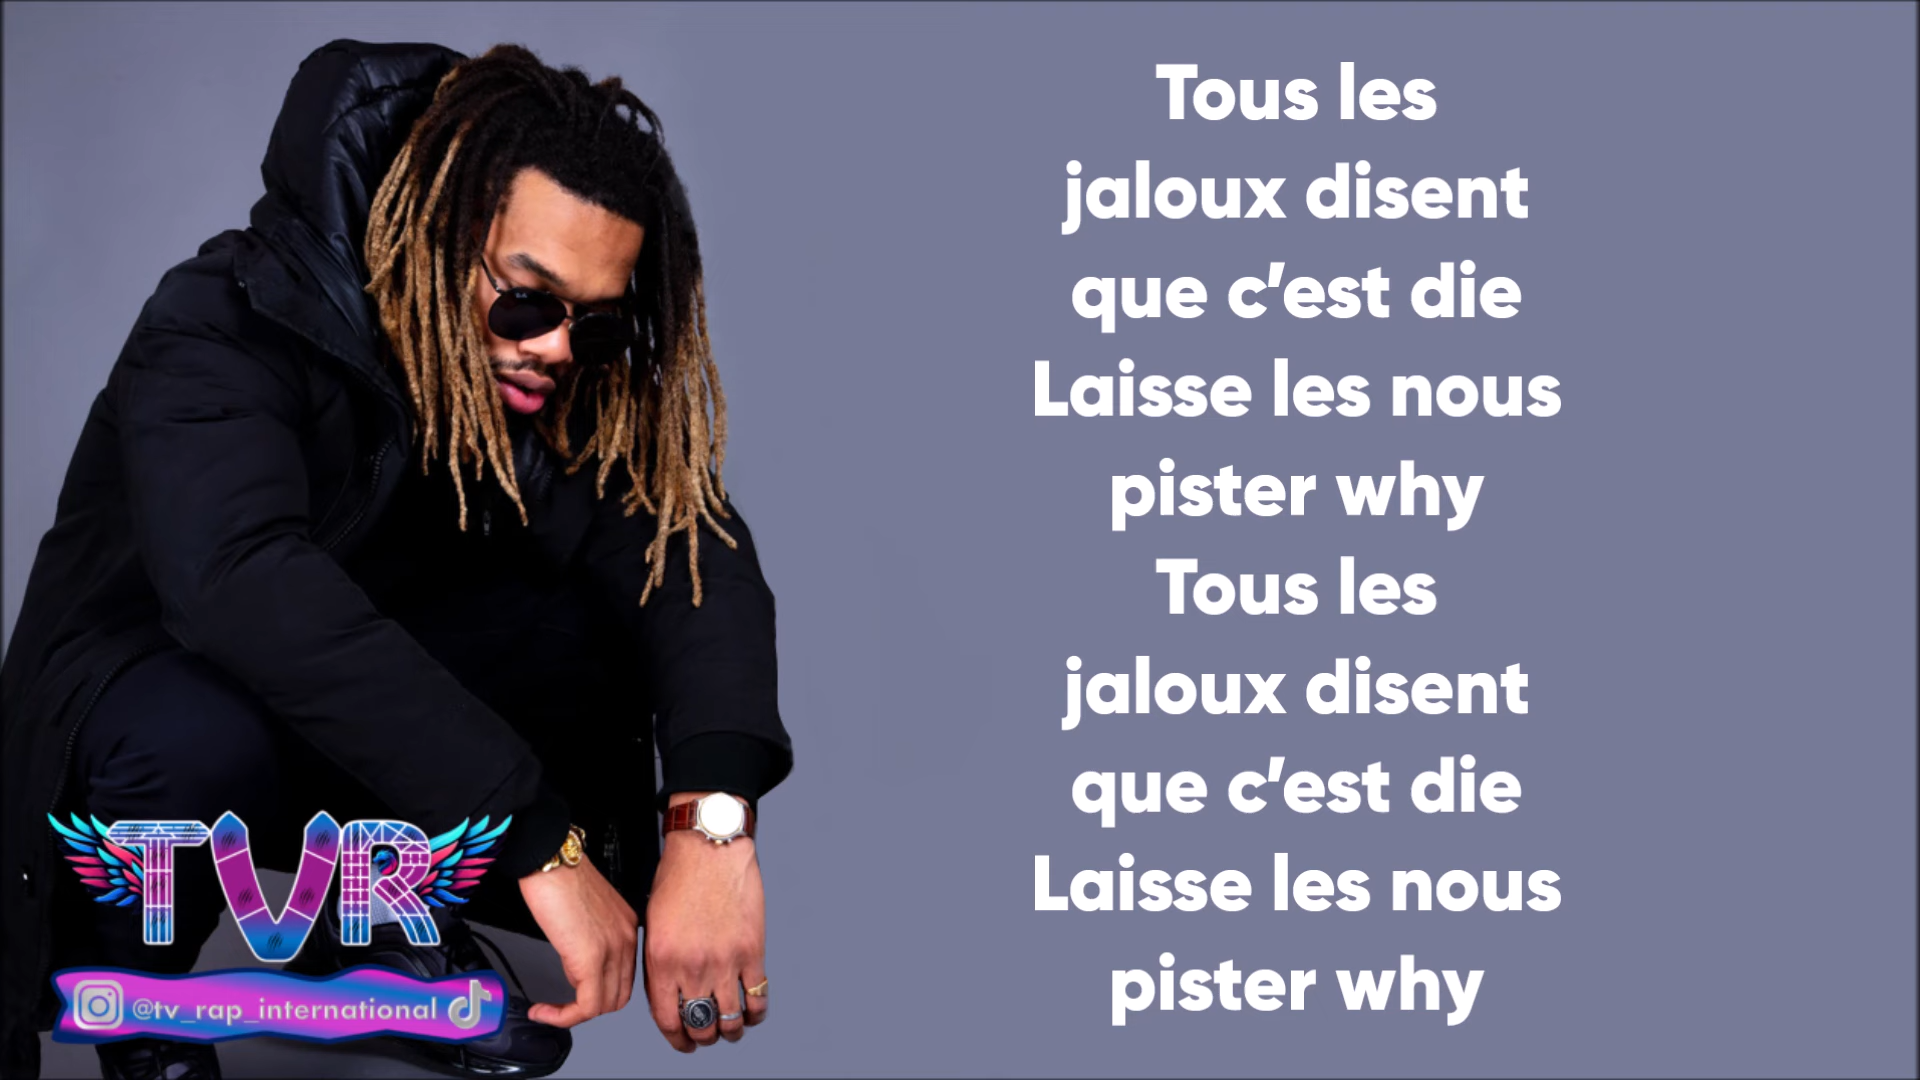 Tous les
jaloux disent
que c'est die
Laisse les nous
pister why
Tous les
jaloux disent
que c'est die
Laisse les nous
pister why
TVR
@tv_rap_international